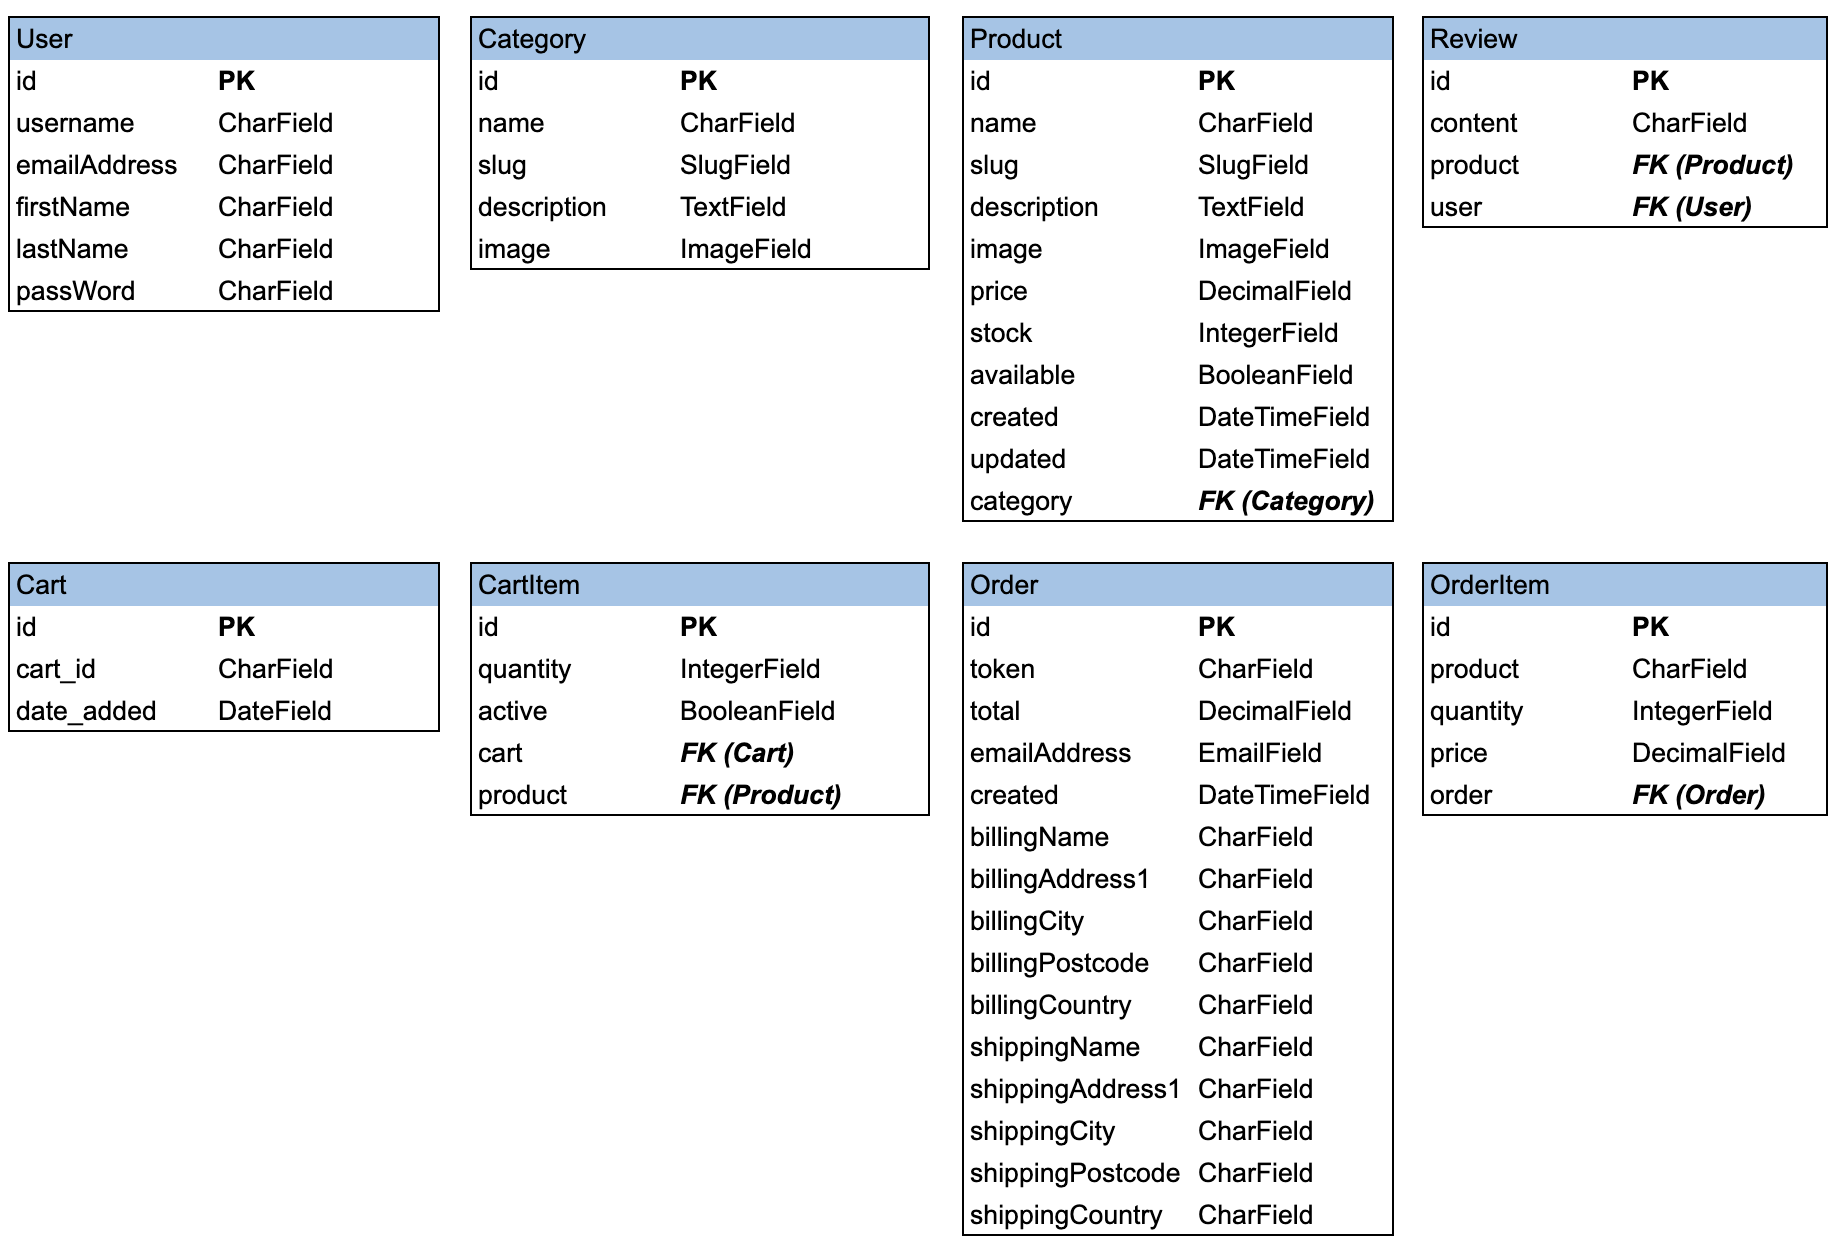 User
id PK
username CharField
emailAddress CharField
firstName CharField
lastName CharField
passWord CharField
Category
id PK
name CharField
slug SlugField
description TextField
image ImageField
Product
id PK
name CharField
slug SlugField
description TextField
image ImageField
price DecimalField
stock IntegerField
available BooleanField
created DateTimeField
updated DateTimeField
category FK (Category)
Review
id PK
content CharField
product FK (Product)
user FK (User)
Cart
id PK
cart_id CharField
date_added DateField
CartItem
id PK
quantity IntegerField
active BooleanField
cart FK (Cart)
product FK (Product)
Order
id PK
token CharField
total DecimalField
emailAddress EmailField
created DateTimeField
billingName CharField
billingAddress1 CharField
billingCity CharField
billingPostcode CharField
billingCountry CharField
shippingName CharField
shippingAddress1 CharField
shippingCity CharField
shippingPostcode CharField
shippingCountry CharField
OrderItem
id PK
product CharField
quantity IntegerField
price DecimalField
order FK (Order)